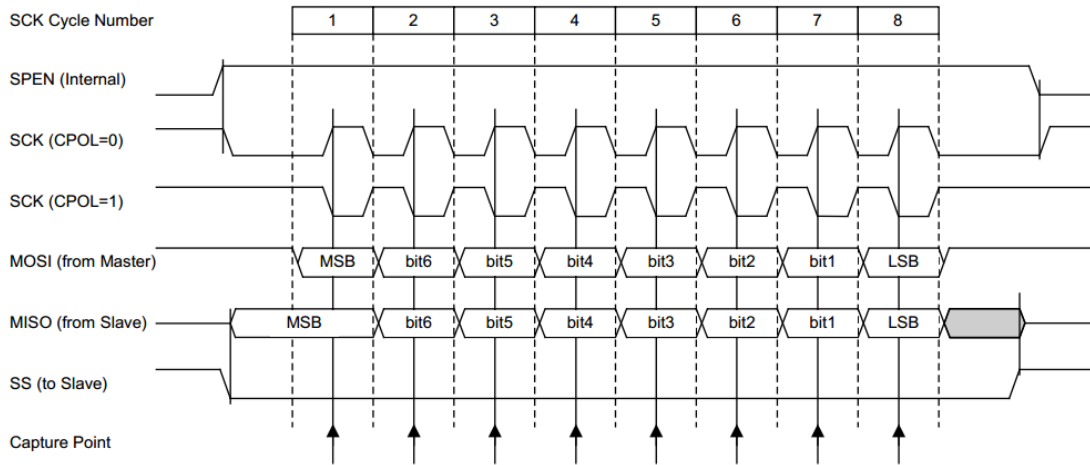 SCK Cycle Number 1 2 3 4 5 6 7 8
SPEN (Internal)
SCK (CPOL=0)
SCK (CPOL=1)
MOSI (from Master) MSB bit6 bit5 bit4 bit3 bit2 bit1 LSB
MISO (from Slave) MSB bit6 bit5 bit4 bit3 bit2 bit1 LSB
SS (to Slave)
Capture Point